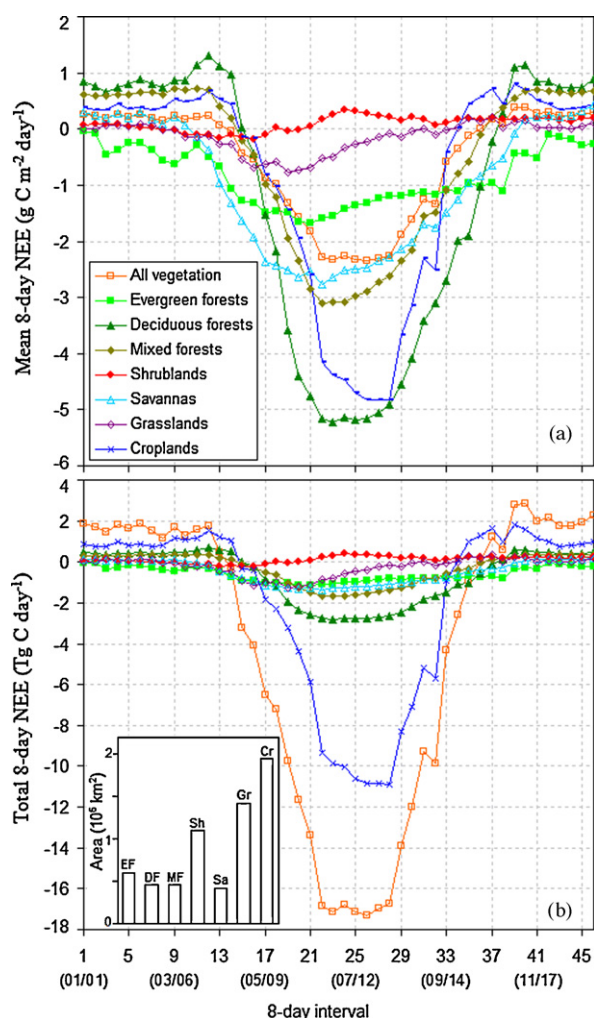 Mean 8-day NEE (g C m-2 day-1)
2
1
0
-1
-2
-3
-4
-5
-6
All vegetation
Evergreen forests
Deciduous forests
Mixed forests
Shrublands
Savannas
Grasslands
Croplands
(a)
Total 8-day NEE (Tg C day-1)
4
2
0
-2
-4
-6
-8
-10
-12
-14
-16
-18
Area (10⁶ km²)
2
1
0
EF
DF
MF
Sh
Sa
Gr
Cr
(b)
1 5 9 13 17 21 25 29 33 37 41 45
(01/01) (03/06) (05/09) (07/12) (09/14) (11/17)
8-day interval